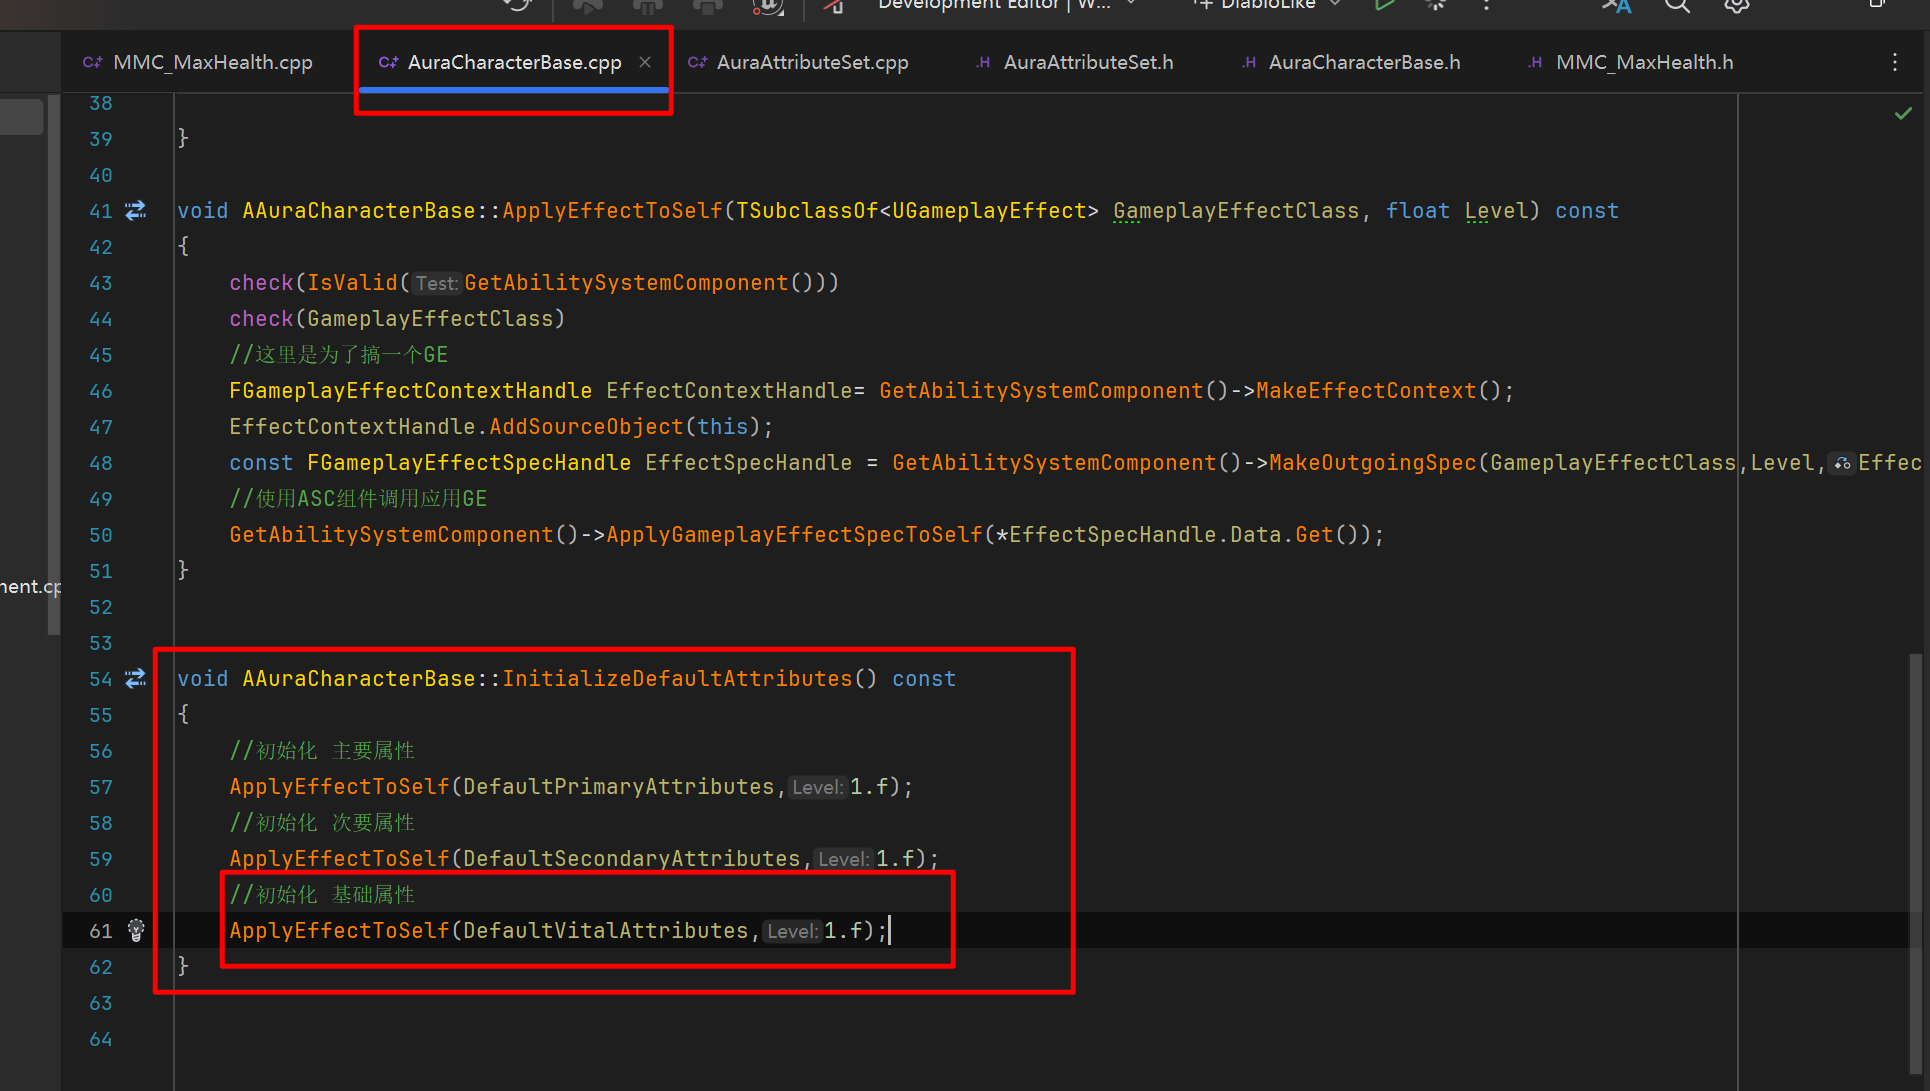 Development Editor | W...
DiabloLike
MMC_MaxHealth.cpp
AuraCharacterBase.cpp
AuraAttributeSet.cpp
.H AuraAttributeSet.h
.H AuraCharacterBase.h
.H MMC_MaxHealth.h
38
39 }
40
41 void AAuraCharacterBase::ApplyEffectToSelf(TSubclassOf<UGameplayEffect> GameplayEffectClass, float Level) const
42 {
43 check(IsValid(Test:GetAbilitySystemComponent()))
44 check(GameplayEffectClass)
45 //这里是为了搞一个GE
46 FGameplayEffectContextHandle EffectContextHandle= GetAbilitySystemComponent()->MakeEffectContext();
47 EffectContextHandle.AddSourceObject(this);
48 const FGameplayEffectSpecHandle EffectSpecHandle = GetAbilitySystemComponent()->MakeOutgoingSpec(GameplayEffectClass,Level,Effec
49 //使用ASC组件调用应用GE
50 GetAbilitySystemComponent()->ApplyGameplayEffectSpecToSelf(*EffectSpecHandle.Data.Get());
51 }
nent.cp
52
53
54 void AAuraCharacterBase::InitializeDefaultAttributes() const
55 {
56 //初始化 主要属性
57 ApplyEffectToSelf(DefaultPrimaryAttributes,Level:1.f);
58 //初始化 次要属性
59 ApplyEffectToSelf(DefaultSecondaryAttributes,Level:1.f);
60 //初始化 基础属性
61 ApplyEffectToSelf(DefaultVitalAttributes,Level:1.f);
62 }
63
64